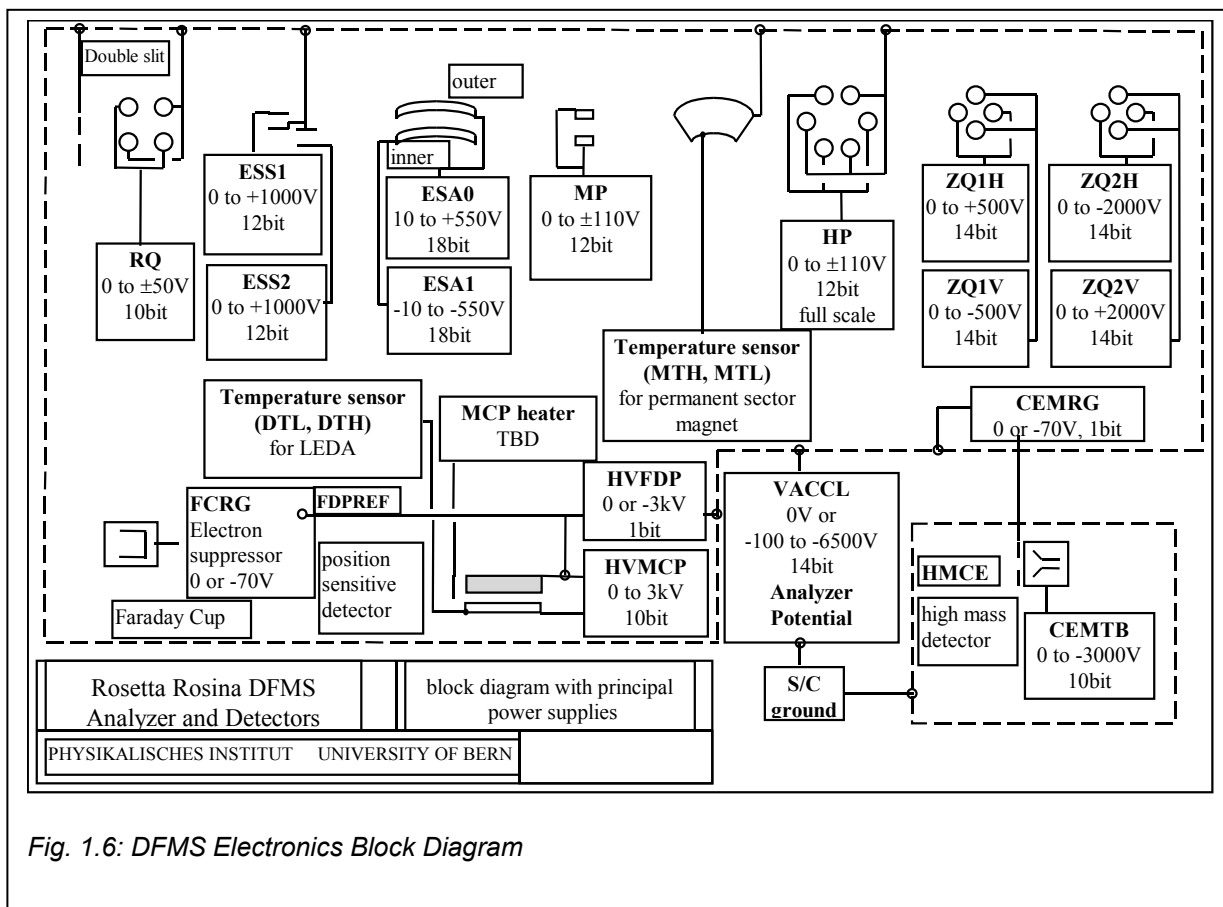 Double slit
outer
inner
ESS1
0 to +1000V
12bit
ESA0
10 to +550V
18bit
MP
0 to ±110V
12bit
ZQ1H
0 to +500V
14bit
ZQ2H
0 to -2000V
14bit
RQ
0 to ±50V
10bit
ESS2
0 to +1000V
12bit
ESA1
-10 to -550V
18bit
HP
0 to ±110V
12bit
full scale
ZQ1V
0 to -500V
14bit
ZQ2V
0 to +2000V
14bit
Temperature sensor
(MTH, MTL)
for permanent sector
magnet
Temperature sensor
(DTL, DTH)
for LEDA
MCP heater
TBD
CEMRG
0 or -70V, 1bit
FCRG
Electron
suppressor
0 or -70V
FDPREF
HVFDP
0 or -3kV
1bit
VACCL
0V or
-100 to -6500V
14bit
Analyzer
Potential
position
sensitive
detector
HVMCP
0 to 3kV
10bit
HMCE
high mass
detector
CEMTB
0 to -3000V
10bit
Faraday Cup
S/C
ground
Rosetta Rosina DFMS
Analyzer and Detectors
block diagram with principal
power supplies
PHYSIKALISCHES INSTITUT UNIVERSITY OF BERN
Fig. 1.6: DFMS Electronics Block Diagram